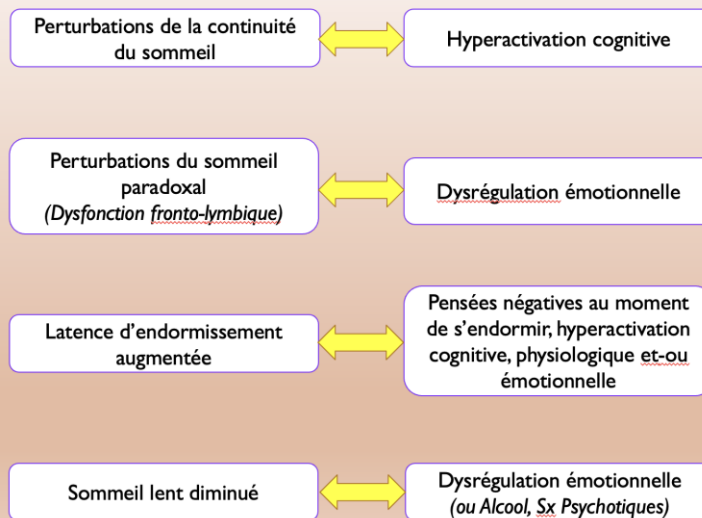 Perturbations de la continuité
du sommeil
Hyperactivation cognitive
Perturbations du sommeil
paradoxal
(Dysfonction fronto-lymbique)
Dysrégulation émotionnelle
Latence d'endormissement
augmentée
Pensées négatives au moment
de s'endormir, hyperactivation
cognitive, physiologique et-ou
émotionnelle
Sommeil lent diminué
Dysrégulation émotionnelle
(ou Alcool, Sx Psychotiques)